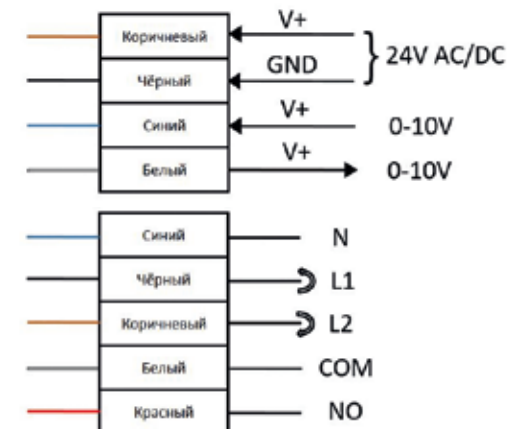 Коричневый V+
Чёрный GND
24V AC/DC
Синий V+ 0-10V
Белый V+ 0-10V
Синий N
Чёрный L1
Коричневый L2
Белый COM
Красный NO